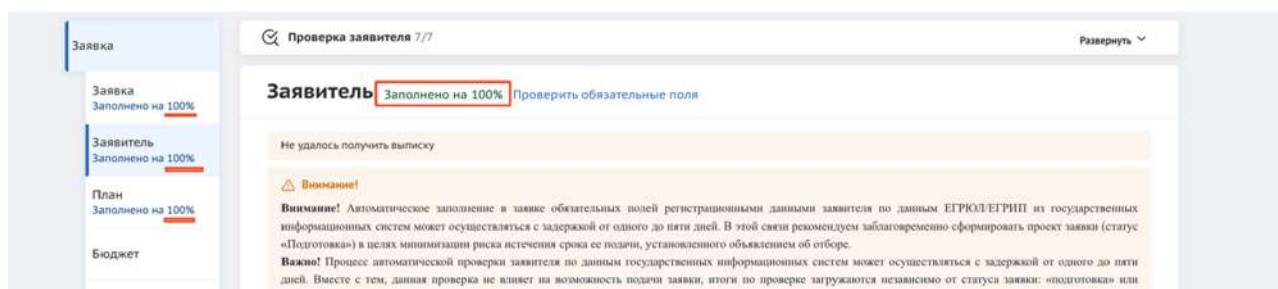 Заявка
Проверка заявителя 7/7
Развернуть
Заявка
Заполнено на 100%
Заявитель
Заполнено на 100%
План
Заполнено на 100%
Бюджет
Заявитель Заполнено на 100% Проверить обязательные поля
Не удалось получить выписку
Внимание!
Внимание! Автоматическое заполнение в заявке обязательных полей регистрационными данными заявителя по данным ЕГРЮЛ/ЕГРИП из государственных
информационных систем может осуществляться с задержкой от одного до пяти дней. В этой связи рекомендуем заблаговременно сформировать проект заявки (статус
«Подготовка») в целях минимизации риска истечения срока ее подачи, установленного объявлением об отборе.
Важно! Процесс автоматической проверки заявителя по данным государственных информационных систем может осуществляться с задержкой от одного до пяти
дней. Вместе с тем, данная проверка не влияет на возможность подачи заявки, итоги по проверке загружаются независимо от статуса заявки: «подготовка» или